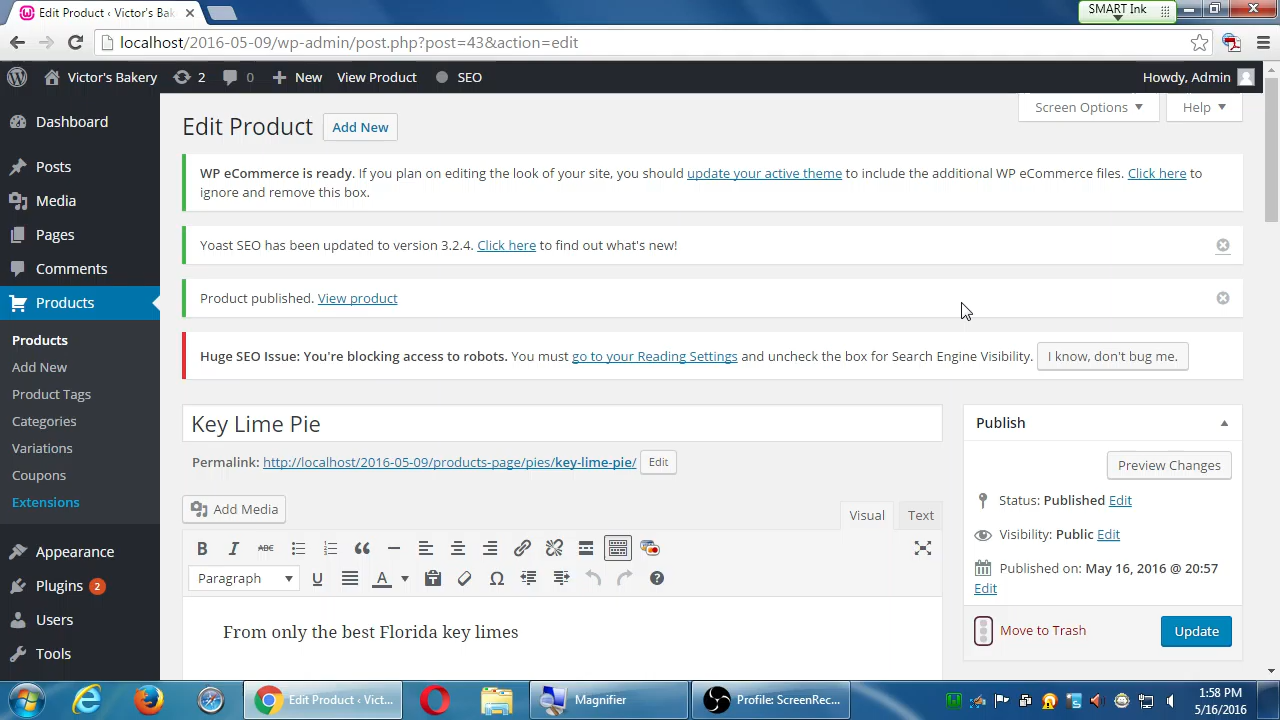 Edit Product ‹ Victor's Bakery
SMART Ink
localhost/2016-05-09/wp-admin/post.php?post=43&action=edit
Victor's Bakery 2 0 New View Product SEO Howdy, Admin
Screen Options Help
Edit Product Add New
Dashboard
Posts
Media
Pages
Comments
Products
Products
Add New
Product Tags
Categories
Variations
Coupons
Extensions
Appearance
Plugins 2
Users
Tools
WP eCommerce is ready. If you plan on editing the look of your site, you should update your active theme to include the additional WP eCommerce files. Click here to
ignore and remove this box.
Yoast SEO has been updated to version 3.2.4. Click here to find out what's new!
Product published. View product
Huge SEO Issue: You're blocking access to robots. You must go to your Reading Settings and uncheck the box for Search Engine Visibility. I know, don't bug me.
Key Lime Pie
Permalink: http://localhost/2016-05-09/products-page/pies/key-lime-pie/ Edit
Add Media
Visual Text
B I ABC
Paragraph U A Ω ?
From only the best Florida key limes
Publish
Preview Changes
Status: Published Edit
Visibility: Public Edit
Published on: May 16, 2016 @ 20:57
Edit
Move to Trash Update
Edit Product ‹ Vict...
Magnifier
Profile: ScreenRec...
1:58 PM
5/16/2016